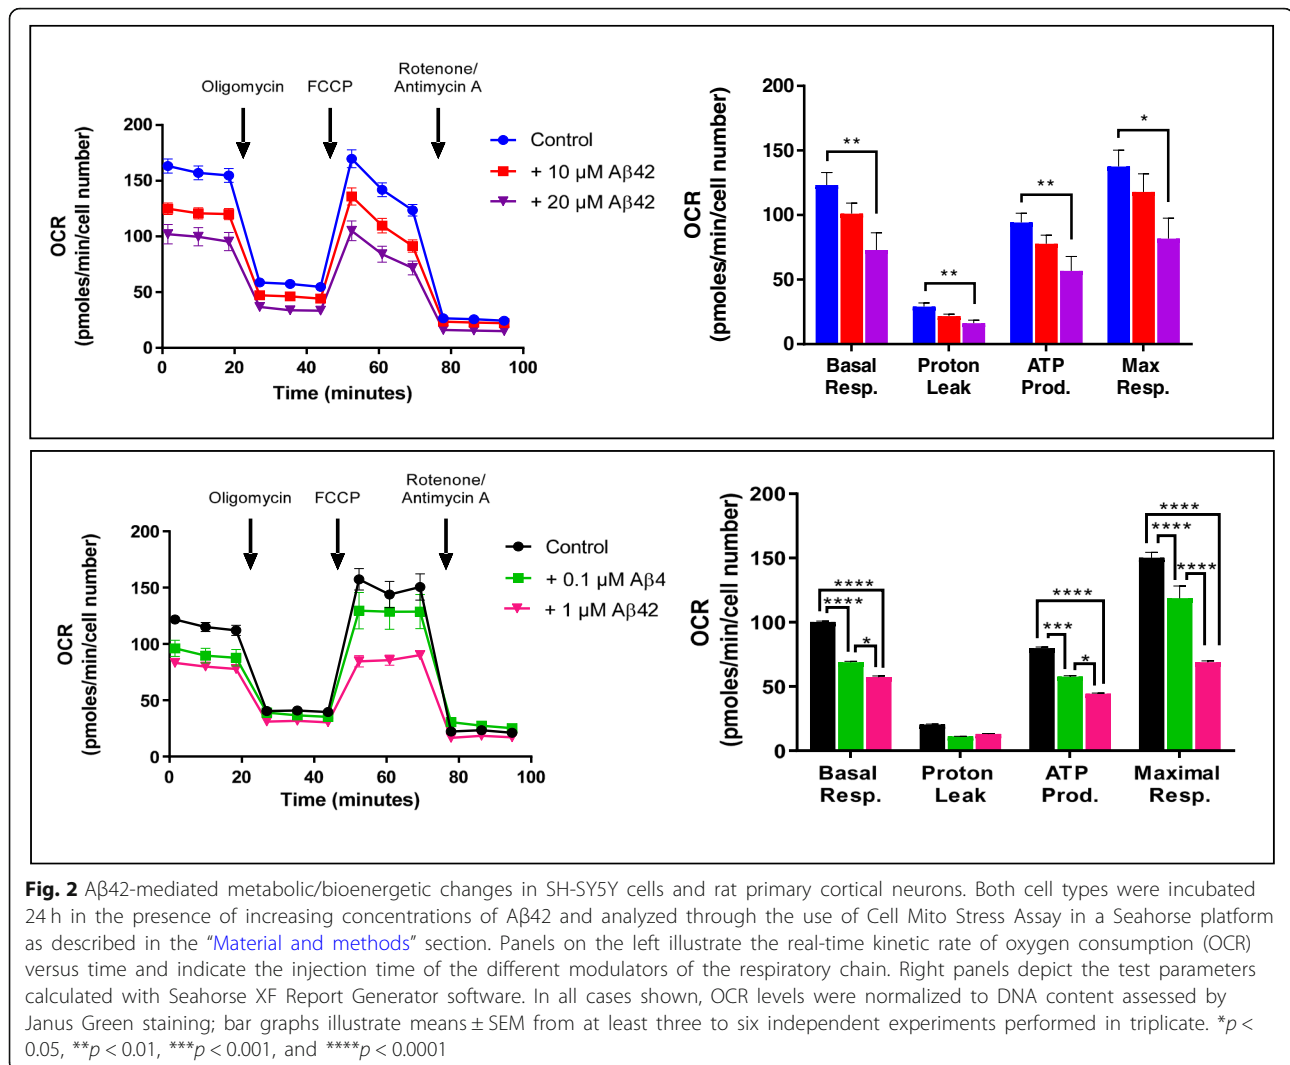 Oligomycin
FCCP
Rotenone/
Antimycin A
OCR
(pmoles/min/cell number)
200
150
100
50
0
0 20 40 60 80 100
Time (minutes)
Control
+ 10 µM Aβ42
+ 20 µM Aβ42
OCR
(pmoles/min/cell number)
200
150
100
50
0
**
**
**
*
Basal
Resp.
Proton
Leak
ATP
Prod.
Max
Resp.
Oligomycin
FCCP
Rotenone/
Antimycin A
OCR
(pmoles/min/cell number)
200
150
100
50
0
0 20 40 60 80 100
Time (minutes)
Control
+ 0.1 µM Aβ4
+ 1 µM Aβ42
OCR
(pmoles/min/cell number)
200
150
100
50
0
****
****
*
****
***
*
****
****
****
Basal
Resp.
Proton
Leak
ATP
Prod.
Maximal
Resp.
Fig. 2 Aβ42-mediated metabolic/bioenergetic changes in SH-SY5Y cells and rat primary cortical neurons. Both cell types were incubated
24 h in the presence of increasing concentrations of Aβ42 and analyzed through the use of Cell Mito Stress Assay in a Seahorse platform
as described in the “Material and methods” section. Panels on the left illustrate the real-time kinetic rate of oxygen consumption (OCR)
versus time and indicate the injection time of the different modulators of the respiratory chain. Right panels depict the test parameters
calculated with Seahorse XF Report Generator software. In all cases shown, OCR levels were normalized to DNA content assessed by
Janus Green staining; bar graphs illustrate means ± SEM from at least three to six independent experiments performed in triplicate. *p <
0.05, **p < 0.01, ***p < 0.001, and ****p < 0.0001